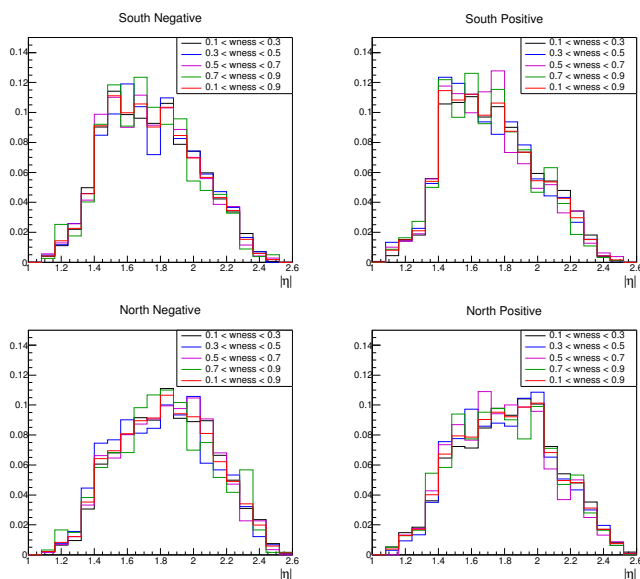 South Negative
0.14
0.12
0.1
0.08
0.06
0.04
0.02
0
0.1 < wness < 0.3
0.3 < wness < 0.5
0.5 < wness < 0.7
0.7 < wness < 0.9
0.1 < wness < 0.9
1 1.2 1.4 1.6 1.8 2 2.2 2.4 2.6
|η|
South Positive
0.14
0.12
0.1
0.08
0.06
0.04
0.02
0
0.1 < wness < 0.3
0.3 < wness < 0.5
0.5 < wness < 0.7
0.7 < wness < 0.9
0.1 < wness < 0.9
1 1.2 1.4 1.6 1.8 2 2.2 2.4 2.6
|η|
North Negative
0.14
0.12
0.1
0.08
0.06
0.04
0.02
0
0.1 < wness < 0.3
0.3 < wness < 0.5
0.5 < wness < 0.7
0.7 < wness < 0.9
0.1 < wness < 0.9
1 1.2 1.4 1.6 1.8 2 2.2 2.4 2.6
|η|
North Positive
0.14
0.12
0.1
0.08
0.06
0.04
0.02
0
0.1 < wness < 0.3
0.3 < wness < 0.5
0.5 < wness < 0.7
0.7 < wness < 0.9
0.1 < wness < 0.9
1 1.2 1.4 1.6 1.8 2 2.2 2.4 2.6
|η|